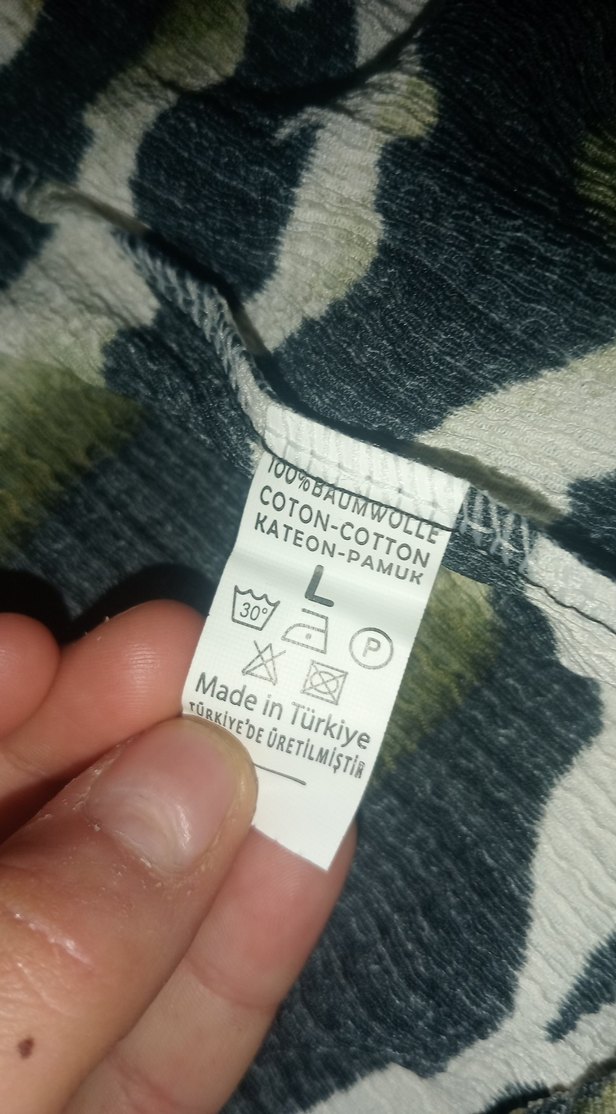 100%BAUMWOLLE
COTON-COTTON
KATEON-PAMUK
L
30°
P
Made in Türkiye
TÜRKİYE'DE ÜRETİLMİŞTİR